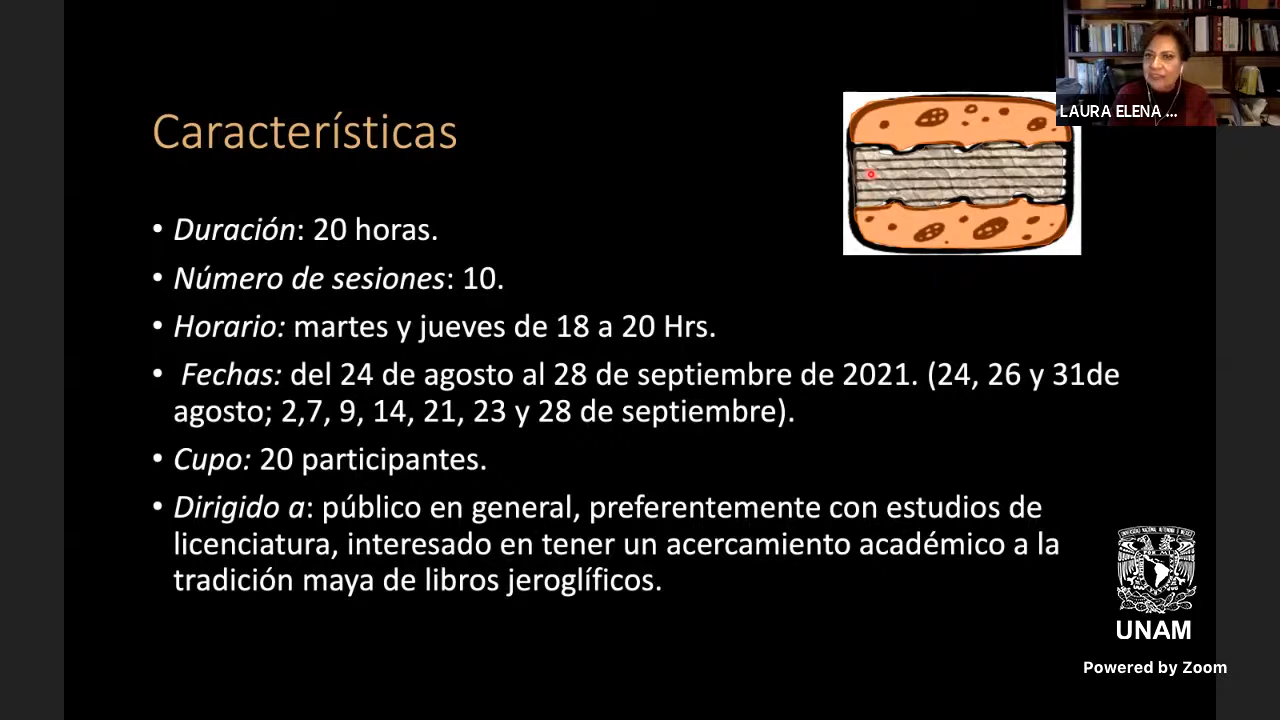 LAURA ELENA ...
Características
• Duración: 20 horas.
• Número de sesiones: 10.
• Horario: martes y jueves de 18 a 20 Hrs.
• Fechas: del 24 de agosto al 28 de septiembre de 2021. (24, 26 y 31de
agosto; 2,7, 9, 14, 21, 23 y 28 de septiembre).
• Cupo: 20 participantes.
• Dirigido a: público en general, preferentemente con estudios de
licenciatura, interesado en tener un acercamiento académico a la
tradición maya de libros jeroglíficos.
UNAM
Powered by Zoom